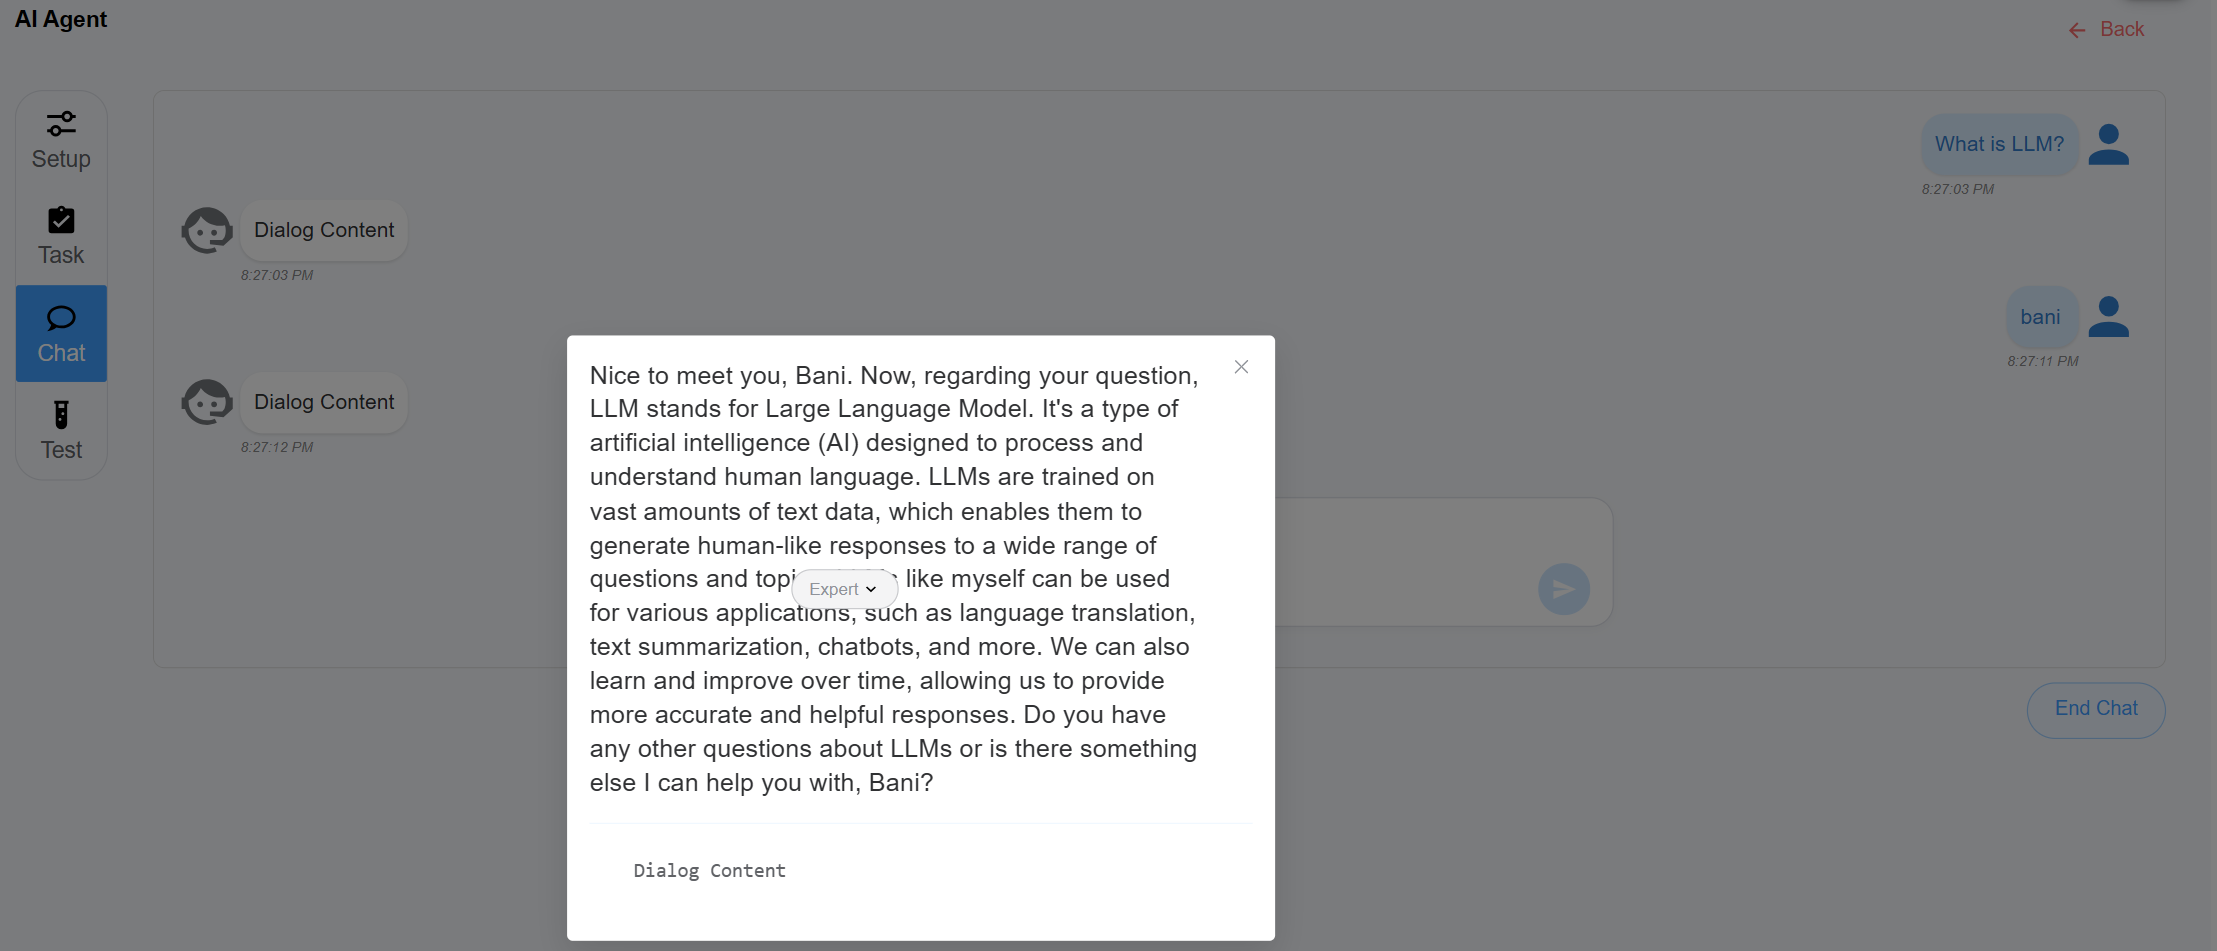 AI Agent
Back
Setup
Task
Chat
Test
What is LLM?
8:27:03 PM
Dialog Content
8:27:03 PM
bani
8:27:11 PM
Dialog Content
8:27:12 PM
Nice to meet you, Bani. Now, regarding your question,
LLM stands for Large Language Model. It's a type of
artificial intelligence (AI) designed to process and
understand human language. LLMs are trained on
vast amounts of text data, which enables them to
generate human-like responses to a wide range of
questions and like myself can be used
Expert
for various applications, such as language translation,
text summarization, chatbots, and more. We can also
learn and improve over time, allowing us to provide
more accurate and helpful responses. Do you have
any other questions about LLMs or is there something
else I can help you with, Bani?
Dialog Content
End Chat